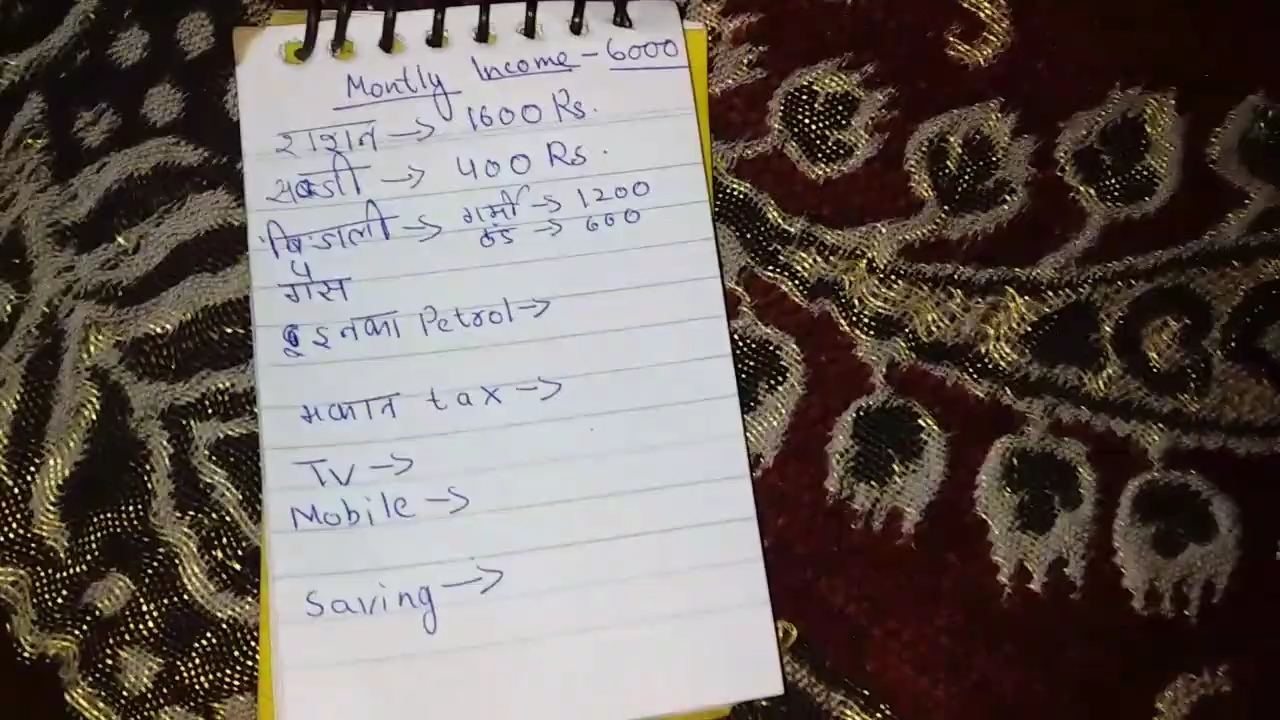 Montly Income - 6000
राशन → 1600 Rs.
सब्जी → 400 Rs.
बिजली → गर्मी → 1200
ठंड → 600
गैस
इनका Petrol →
मकान tax →
TV →
Mobile →
Saving →